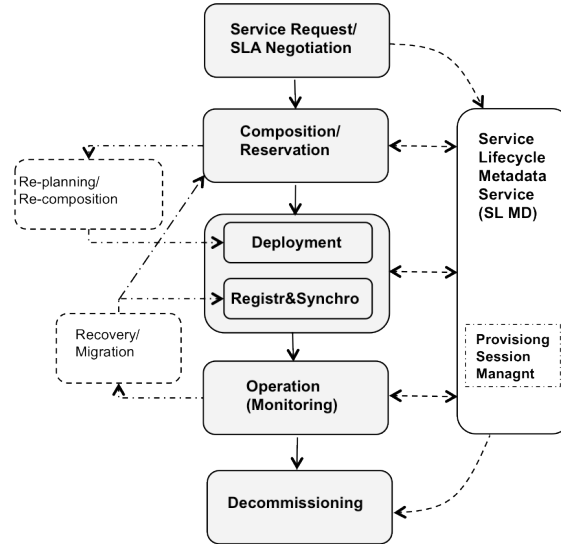 Service Request/
SLA Negotiation
Composition/
Reservation
Service
Lifecycle
Metadata
Service
(SL MD)
Re-planning/
Re-composition
Deployment
Registr&Synchro
Recovery/
Migration
Provisiong
Session
Managnt
Operation
(Monitoring)
Decommissioning